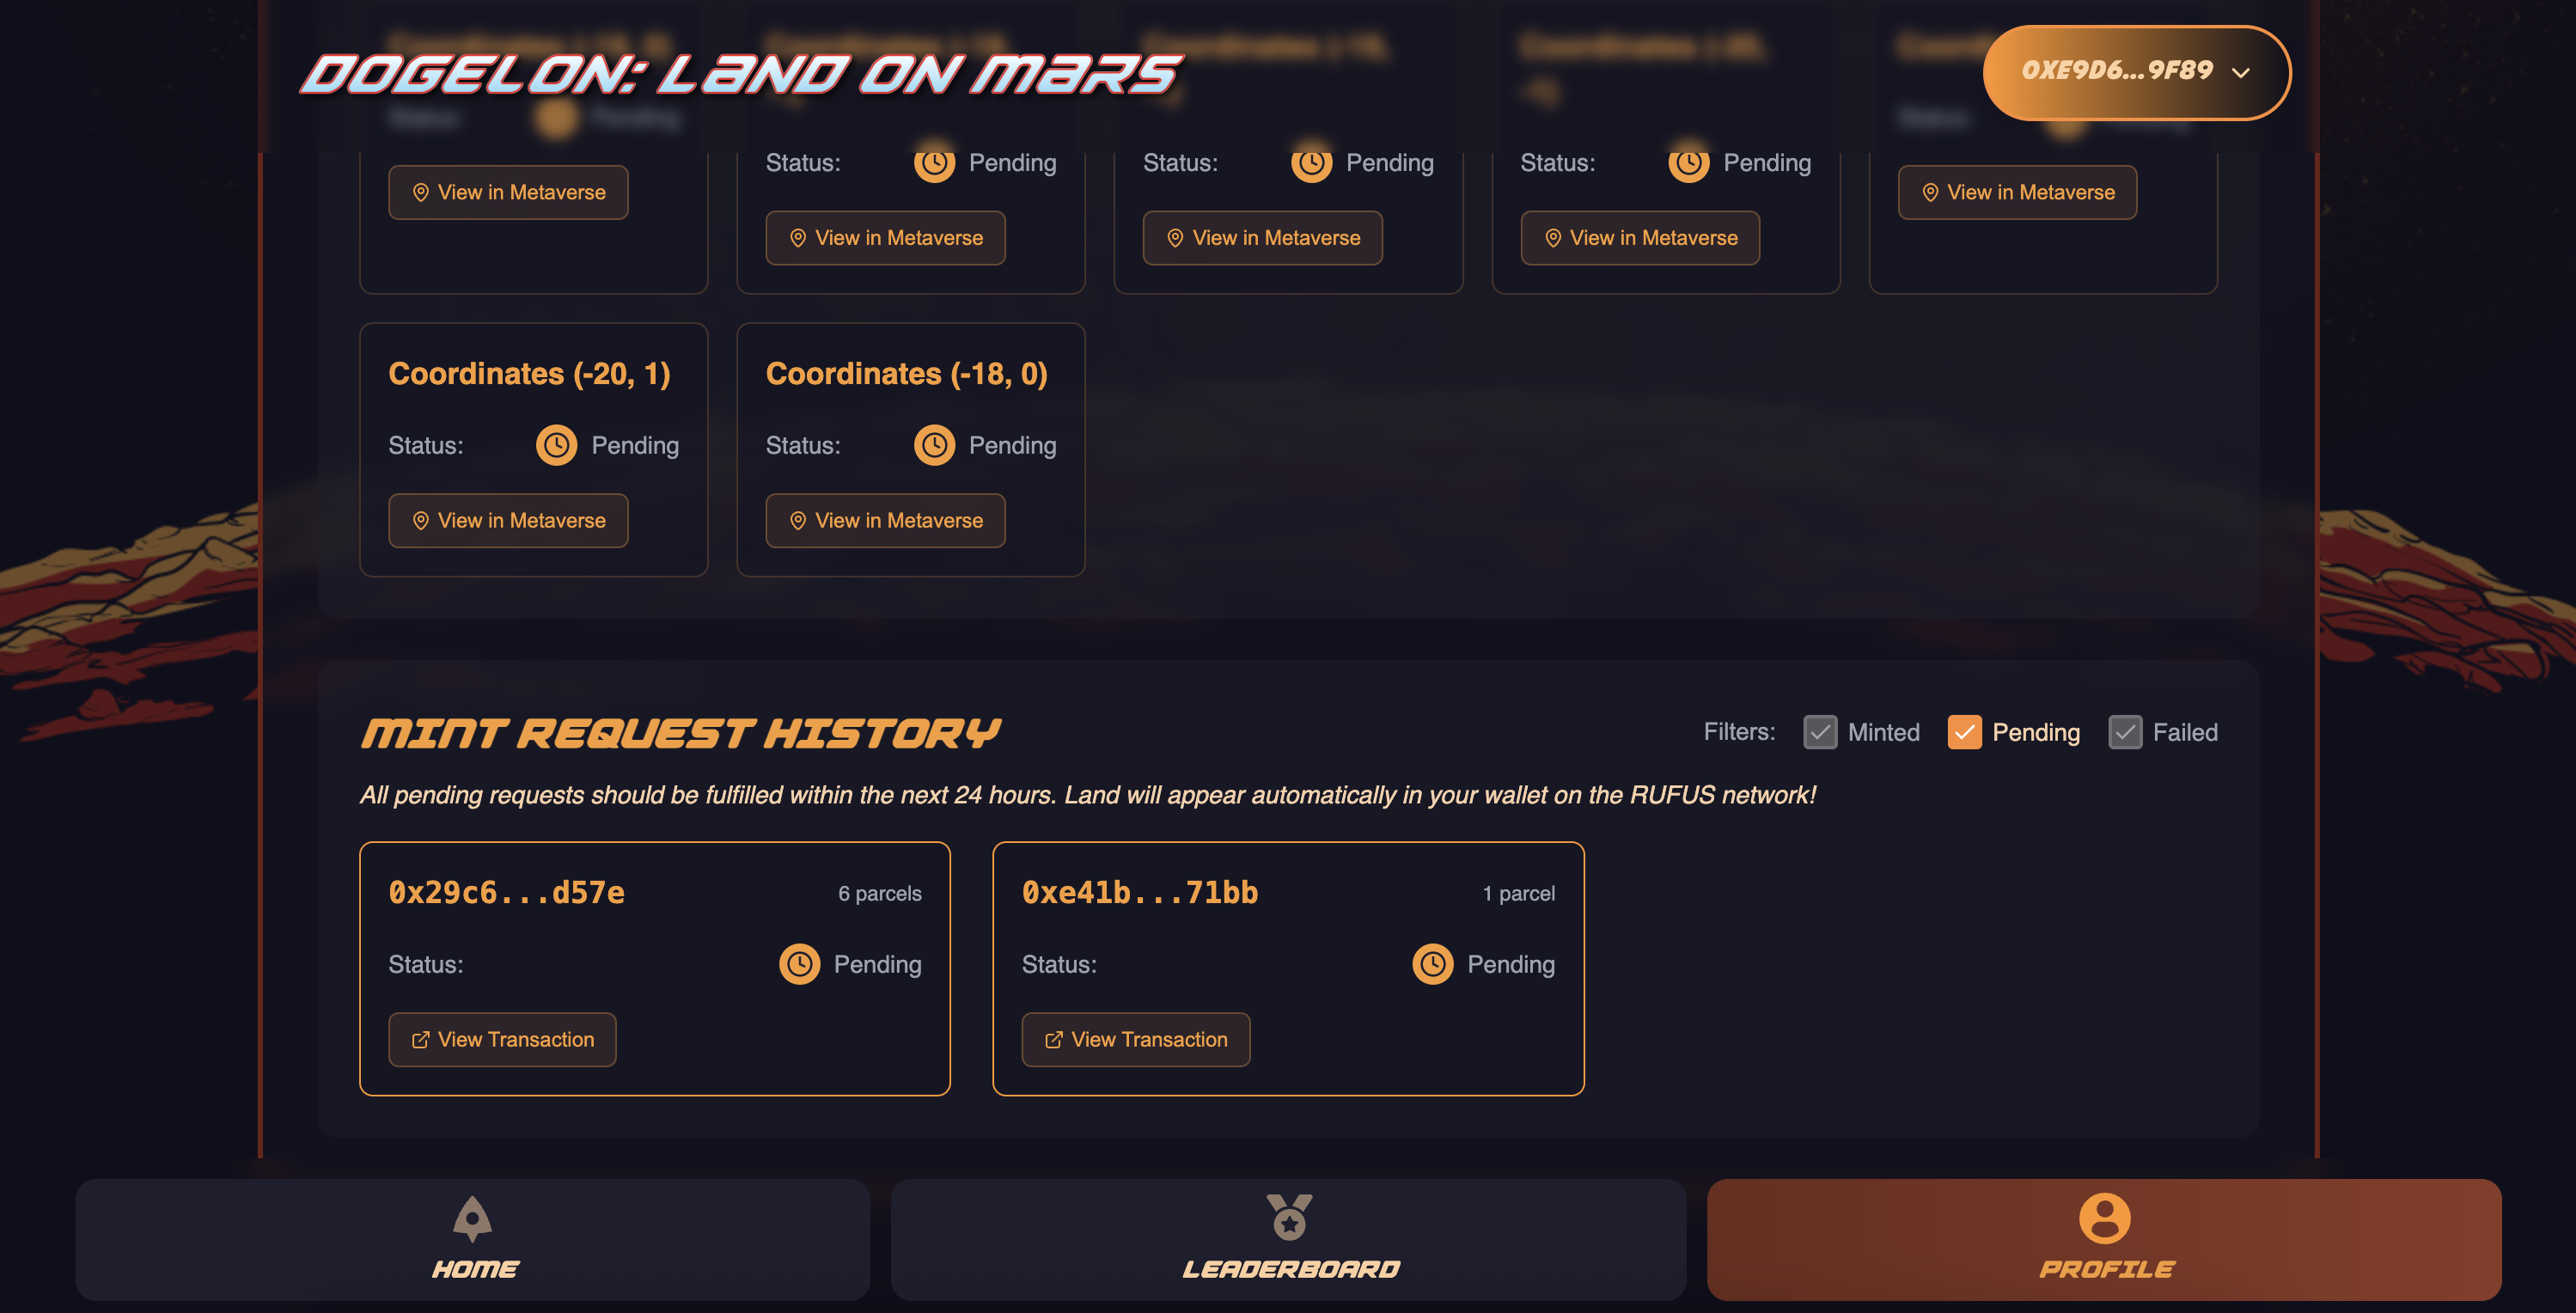 DOGELON: LAND ON MARS
0XE9D6...9F89
Status: Pending
Status: Pending
Status: Pending
View in Metaverse
View in Metaverse
View in Metaverse
View in Metaverse
View in Metaverse
Coordinates (-20, 1)
Coordinates (-18, 0)
Status: Pending
Status: Pending
View in Metaverse
View in Metaverse
MINT REQUEST HISTORY
Filters: Minted Pending Failed
All pending requests should be fulfilled within the next 24 hours. Land will appear automatically in your wallet on the RUFUS network!
0x29c6...d57e
6 parcels
0xe41b...71bb
1 parcel
Status: Pending
Status: Pending
View Transaction
View Transaction
HOME
LEADERBOARD
PROFILE